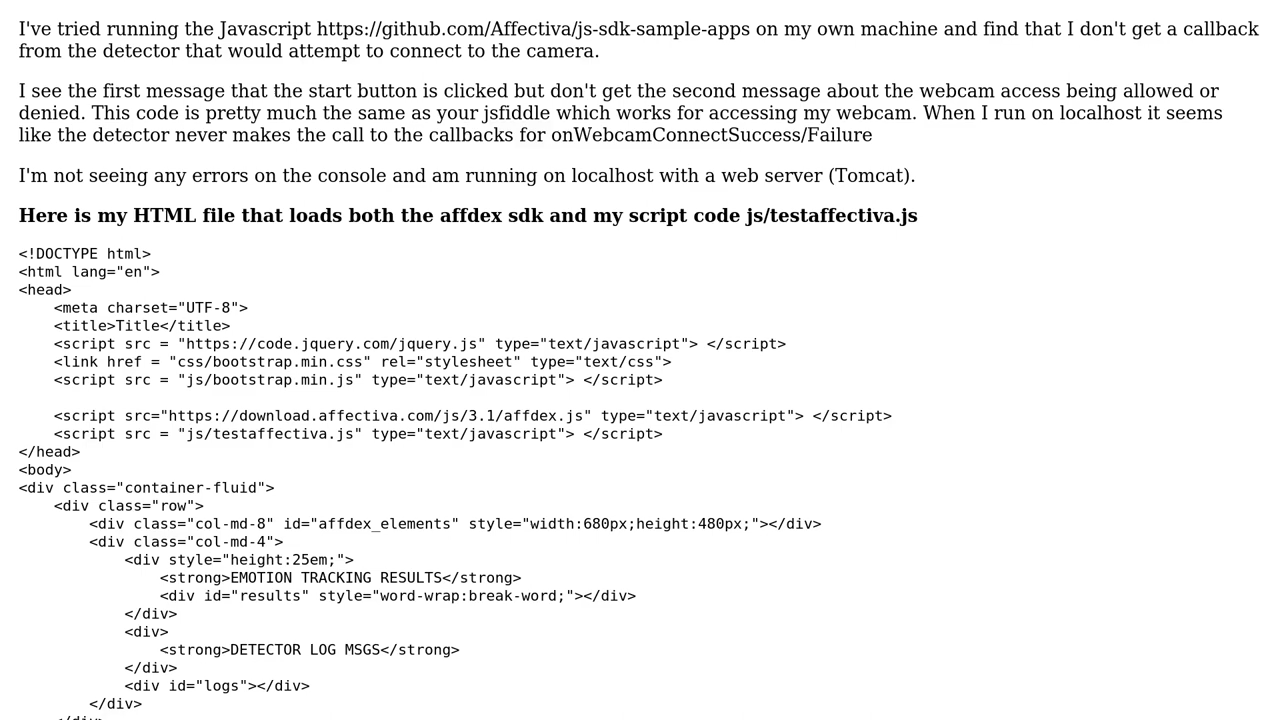 I've tried running the Javascript https://github.com/Affectiva/js-sdk-sample-apps on my own machine and find that I don't get a callback
from the detector that would attempt to connect to the camera.
I see the first message that the start button is clicked but don't get the second message about the webcam access being allowed or
denied. This code is pretty much the same as your jsfiddle which works for accessing my webcam. When I run on localhost it seems
like the detector never makes the call to the callbacks for onWebcamConnectSuccess/Failure
I'm not seeing any errors on the console and am running on localhost with a web server (Tomcat).
Here is my HTML file that loads both the affdex sdk and my script code js/testaffectiva.js
<!DOCTYPE html>
<html lang="en">
<head>
    <meta charset="UTF-8">
    <title>Title</title>
    <script src = "https://code.jquery.com/jquery.js" type="text/javascript"> </script>
    <link href = "css/bootstrap.min.css" rel="stylesheet" type="text/css">
    <script src = "js/bootstrap.min.js" type="text/javascript"> </script>
    <script src="https://download.affectiva.com/js/3.1/affdex.js" type="text/javascript"> </script>
    <script src = "js/testaffectiva.js" type="text/javascript"> </script>
</head>
<body>
<div class="container-fluid">
    <div class="row">
        <div class="col-md-8" id="affdex_elements" style="width:680px;height:480px;"></div>
        <div class="col-md-4">
            <div style="height:25em;">
                <strong>EMOTION TRACKING RESULTS</strong>
                <div id="results" style="word-wrap:break-word;"></div>
            </div>
            <div>
                <strong>DETECTOR LOG MSGS</strong>
            </div>
            <div id="logs"></div>
        </div>